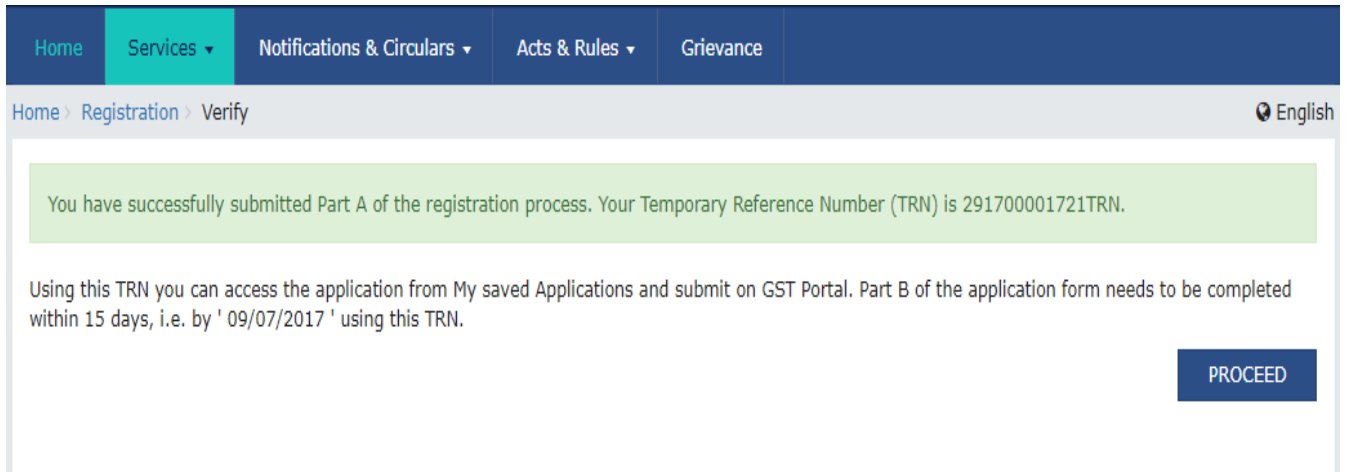 Home Services Notifications & Circulars Acts & Rules Grievance
Home > Registration > Verify English
You have successfully submitted Part A of the registration process. Your Temporary Reference Number (TRN) is 291700001721TRN.
Using this TRN you can access the application from My saved Applications and submit on GST Portal. Part B of the application form needs to be completed
within 15 days, i.e. by ' 09/07/2017 ' using this TRN.
PROCEED